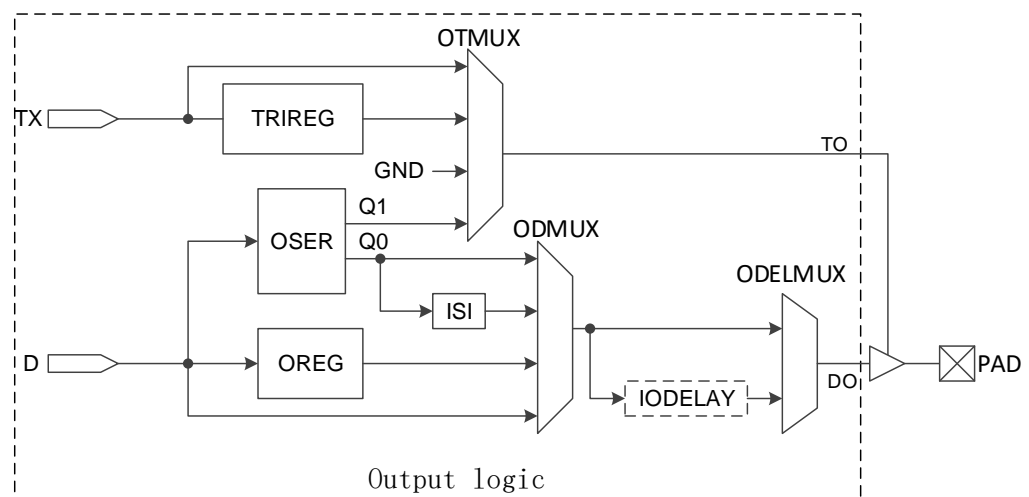 OTMUX
TX
TRIREG
TO
GND
Q1
OSER
Q0
ODMUX
ODELMUX
ISI
D
OREG
DO
PAD
IODELAY
Output logic